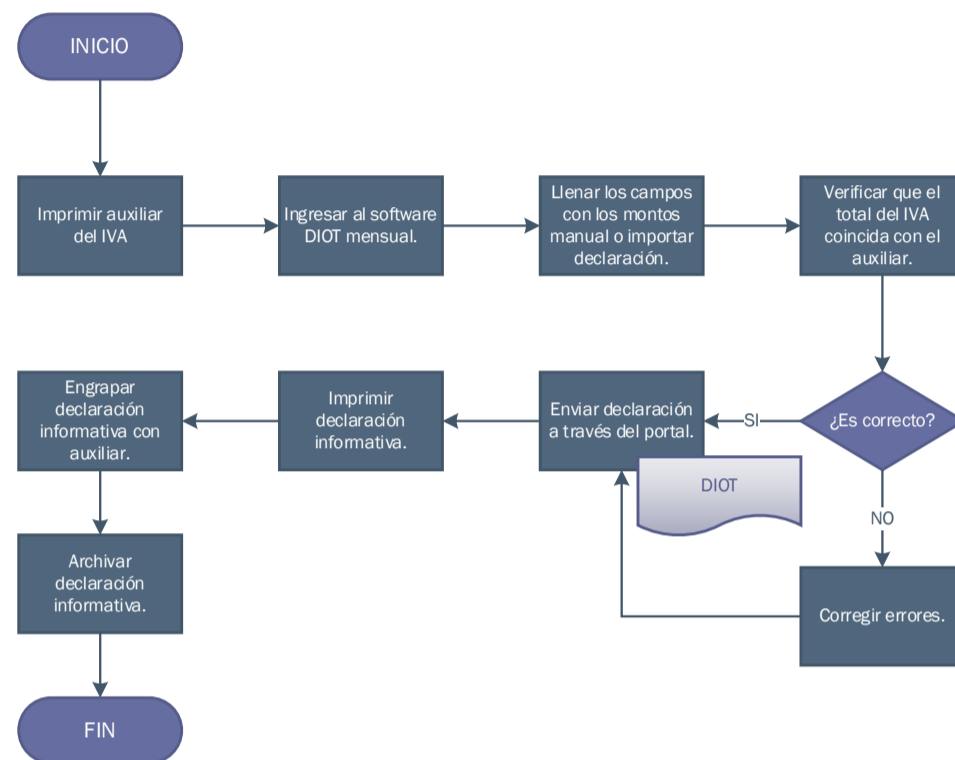 INICIO
Imprimir auxiliar
del IVA
Ingresar al software
DIOT mensual.
Llenar los campos
con los montos
manual o importar
declaración.
Verificar que el
total del IVA
coincida con el
auxiliar.
¿Es correcto?
SI
Enviar declaración
a través del portal.
DIOT
Imprimir
declaración
informativa.
Engrapar
declaración
informativa con
auxiliar.
NO
Corregir errores.
Archivar
declaración
informativa.
FIN